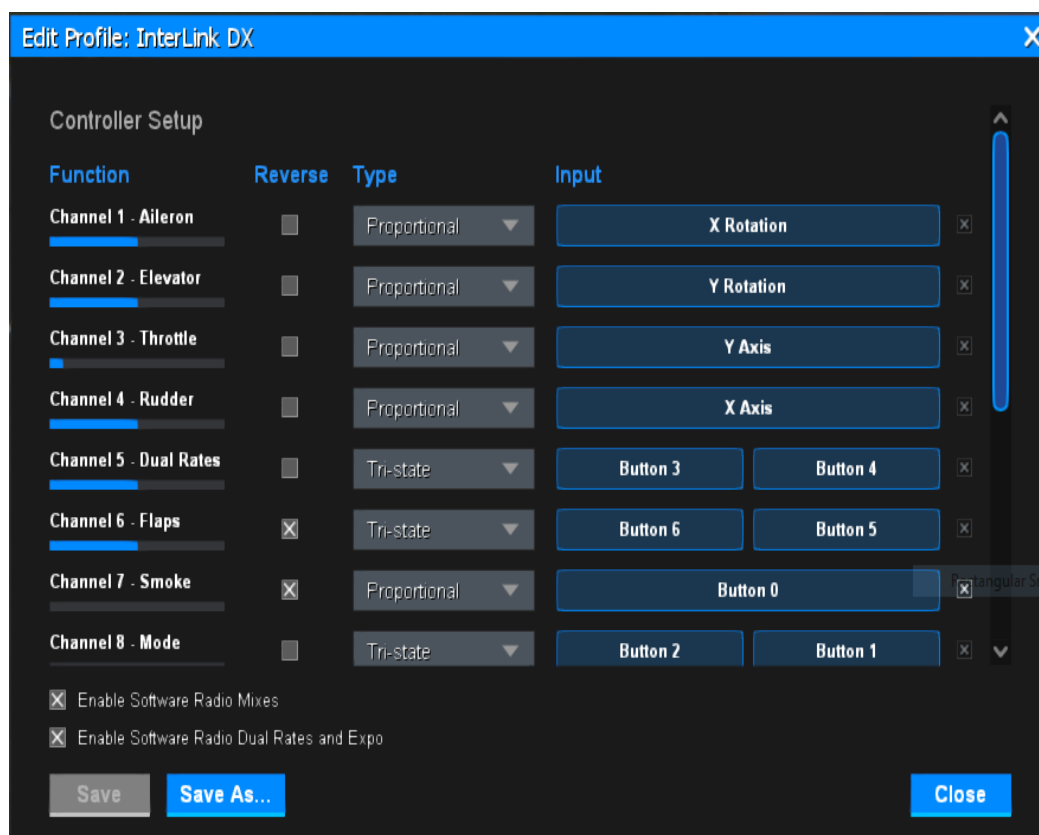 Edit Profile: InterLink DX
Controller Setup
Function Reverse Type Input
Channel 1 - Aileron Proportional X Rotation
Channel 2 - Elevator Proportional Y Rotation
Channel 3 - Throttle Proportional Y Axis
Channel 4 - Rudder Proportional X Axis
Channel 5 - Dual Rates Tri-state Button 3 Button 4
Channel 6 - Flaps Tri-state Button 6 Button 5
Channel 7 - Smoke Proportional Button 0
Channel 8 - Mode Tri-state Button 2 Button 1
Enable Software Radio Mixes
Enable Software Radio Dual Rates and Expo
Save Save As... Close